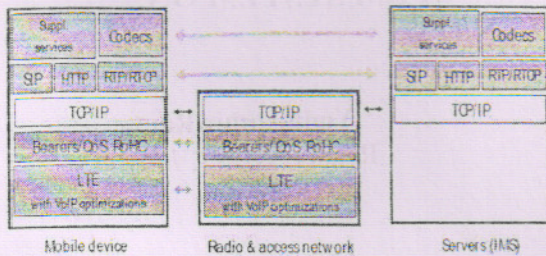 Suppl. services
Codecs
SIP
HTTP
RTP/RTCP
TCP/IP
Bearers/QoS RoHC
LTE
with VoIP optimizations
Mobile device
TCP/IP
Bearers/QoS RoHC
LTE
with VoIP optimizations
Radio & access network
Suppl. services
Codecs
SIP
HTTP
RTP/RTCP
TCP/IP
Servers (IMS)